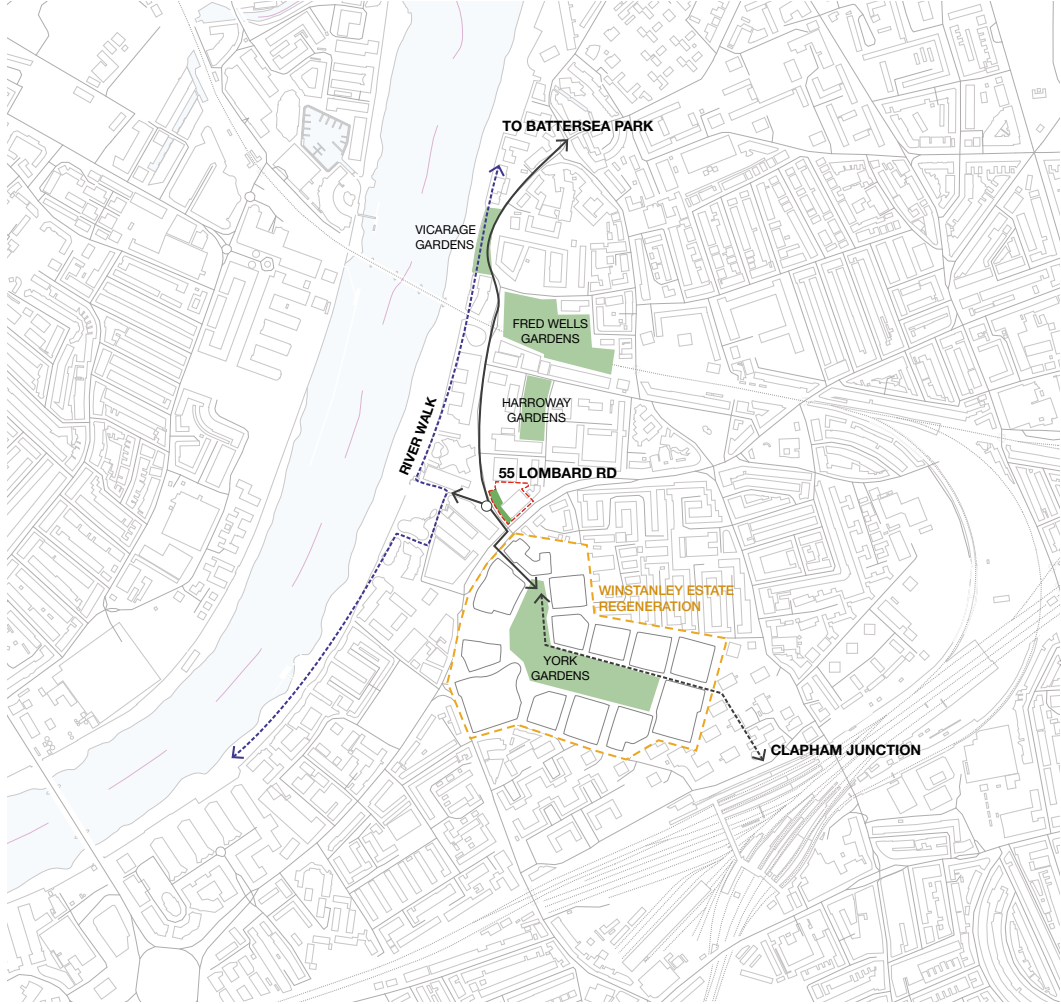 TO BATTERSEA PARK
VICARAGE
GARDENS
FRED WELLS
GARDENS
HARROWAY
GARDENS
RIVER WALK
55 LOMBARD RD
WINSTANLEY ESTATE
REGENERATION
YORK
GARDENS
CLAPHAM JUNCTION